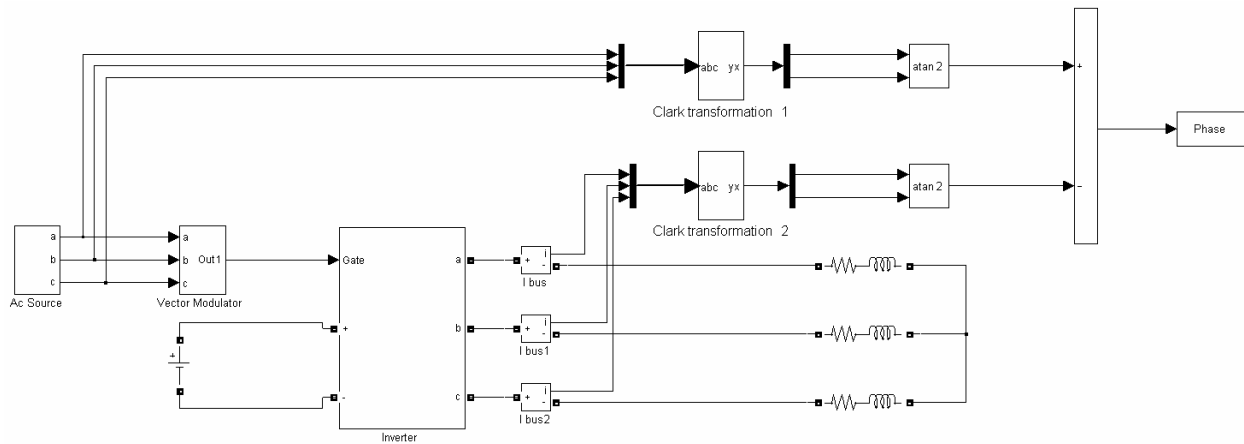 abc yx
Clark transformation 1
atan 2
+
-
Phase
abc yx
Clark transformation 2
atan 2
a
b
c
Ac Source
a
b
c
Out1
Vector Modulator
Gate
+
-
a
b
c
Inverter
+
i
-
I bus
+
i
-
I bus1
+
i
-
I bus2
+